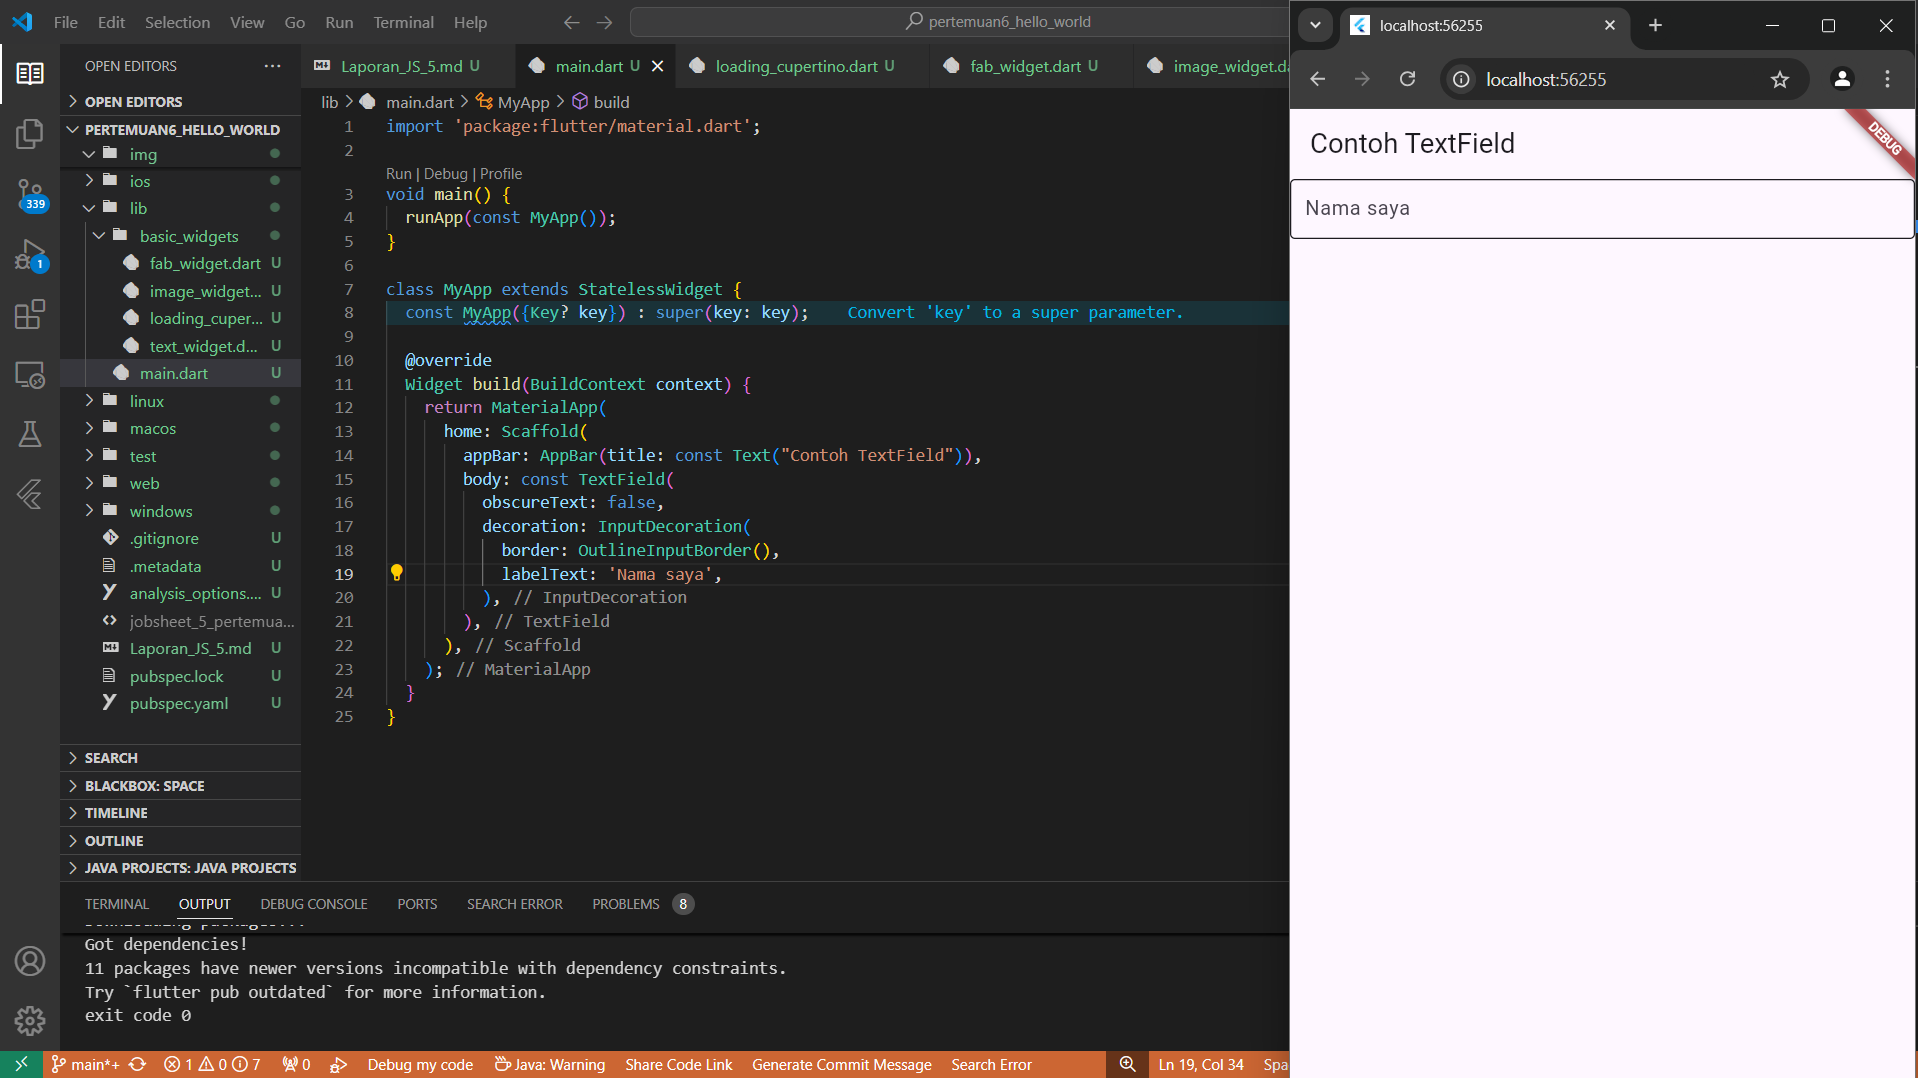 File Edit Selection View Go Run Terminal Help
pertemuan6_hello_world
OPEN EDITORS
OPEN EDITORS
PERTEMUAN6_HELLO_WORLD
img
ios
lib
basic_widgets
fab_widget.dart U
image_widget... U
loading_cuper... U
text_widget.d... U
main.dart U
linux
macos
test
web
windows
.gitignore U
.metadata U
analysis_options.... U
jobsheet_5_pertemua...
Laporan_JS_5.md U
pubspec.lock U
pubspec.yaml U
SEARCH
BLACKBOX: SPACE
TIMELINE
OUTLINE
JAVA PROJECTS: JAVA PROJECTS
339
1
Laporan_JS_5.md U
main.dart U
loading_cupertino.dart U
fab_widget.dart U
image_widget.da
lib > main.dart > MyApp > build
1 import 'package:flutter/material.dart';
2
Run | Debug | Profile
3 void main() {
4 runApp(const MyApp());
5 }
6
7 class MyApp extends StatelessWidget {
8 const MyApp({Key? key}) : super(key: key); Convert 'key' to a super parameter.
9
10 @override
11 Widget build(BuildContext context) {
12 return MaterialApp(
13 home: Scaffold(
14 appBar: AppBar(title: const Text("Contoh TextField")),
15 body: const TextField(
16 obscureText: false,
17 decoration: InputDecoration(
18 border: OutlineInputBorder(),
19 labelText: 'Nama saya',
20 ), // InputDecoration
21 ), // TextField
22 ), // Scaffold
23 ); // MaterialApp
24 }
25 }
TERMINAL OUTPUT DEBUG CONSOLE PORTS SEARCH ERROR PROBLEMS 8
Downloading packages...
Got dependencies!
11 packages have newer versions incompatible with dependency constraints.
Try `flutter pub outdated` for more information.
exit code 0
main*+ 1 0 7 0 Debug my code Java: Warning Share Code Link Generate Commit Message Search Error Ln 19, Col 34 Spa
localhost:56255
localhost:56255
Contoh TextField
DEBUG
Nama saya